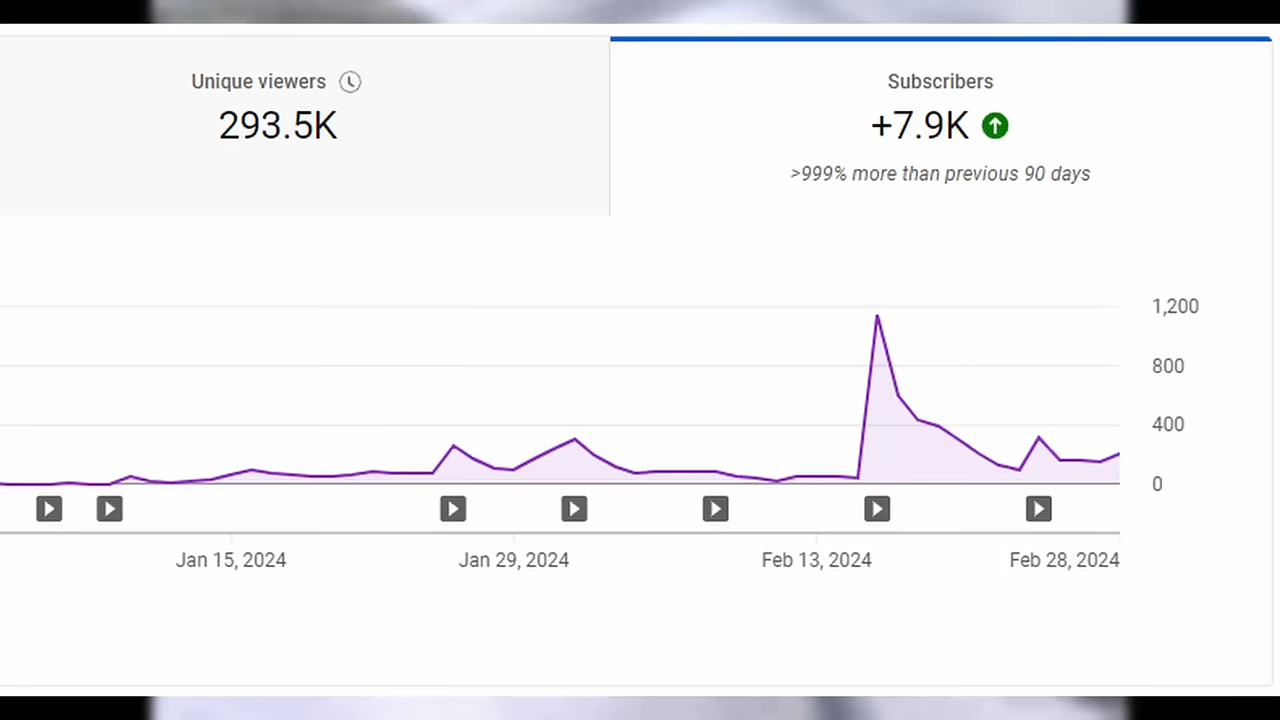 Unique viewers
293.5K
Subscribers
+7.9K
>999% more than previous 90 days
1,200
800
400
0
Jan 15, 2024
Jan 29, 2024
Feb 13, 2024
Feb 28, 2024